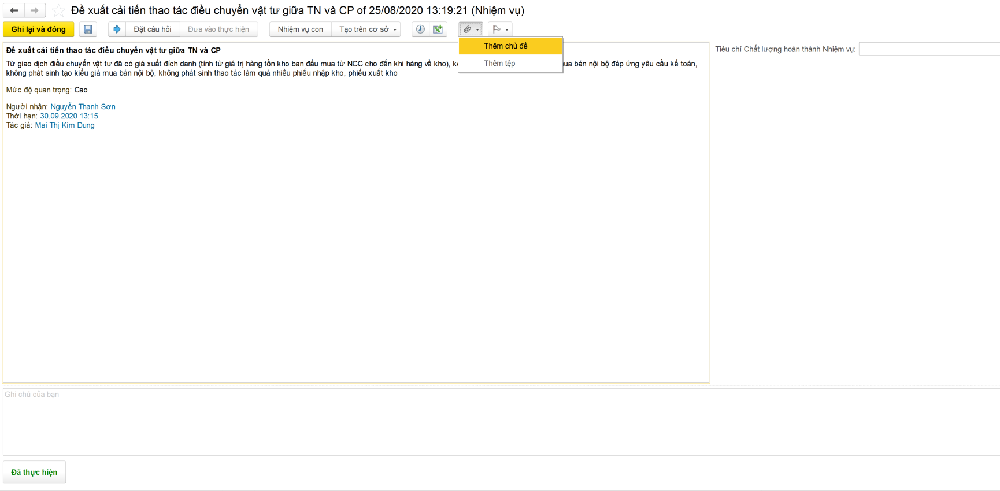 Đề xuất cải tiến thao tác điều chuyển vật tư giữa TN và CP of 25/08/2020 13:19:21 (Nhiệm vụ)
Ghi lại và đóng Đặt câu hỏi Đưa vào thực hiện Nhiệm vụ con Tạo trên cơ sở
Thêm chủ đề
Thêm tệp
Đề xuất cải tiến thao tác điều chuyển vật tư giữa TN và CP
Tiêu chí Chất lượng hoàn thành Nhiệm vụ:
Từ giao dịch điều chuyển vật tư đã có giá xuất đích danh (tính từ giá trị hàng tồn kho ban đầu mua từ NCC cho đến khi hàng về kho), mua bán nội bộ đáp ứng yêu cầu kế toán,
không phát sinh tạo kiểu giá mua bán nội bộ, không phát sinh thao tác làm quá nhiều phiếu nhập kho, phiếu xuất kho
Mức độ quan trọng: Cao
Người nhận: Nguyễn Thanh Sơn
Thời hạn: 30.09.2020 13:15
Tác giả: Mai Thị Kim Dung
Ghi chú của bạn
Đã thực hiện